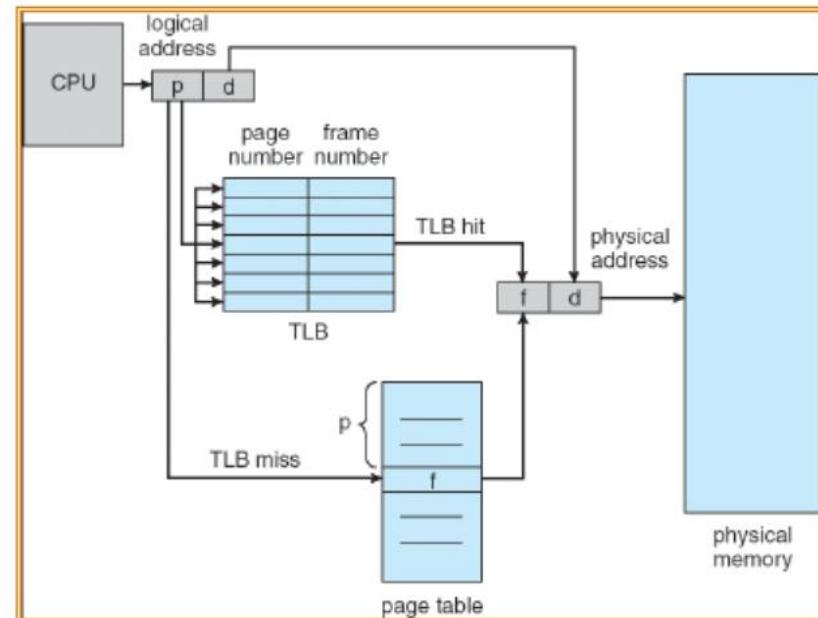 logical
address
CPU
p d
page frame
number number
TLB hit
physical
address
f d
TLB
p
TLB miss
f
physical
memory
page table